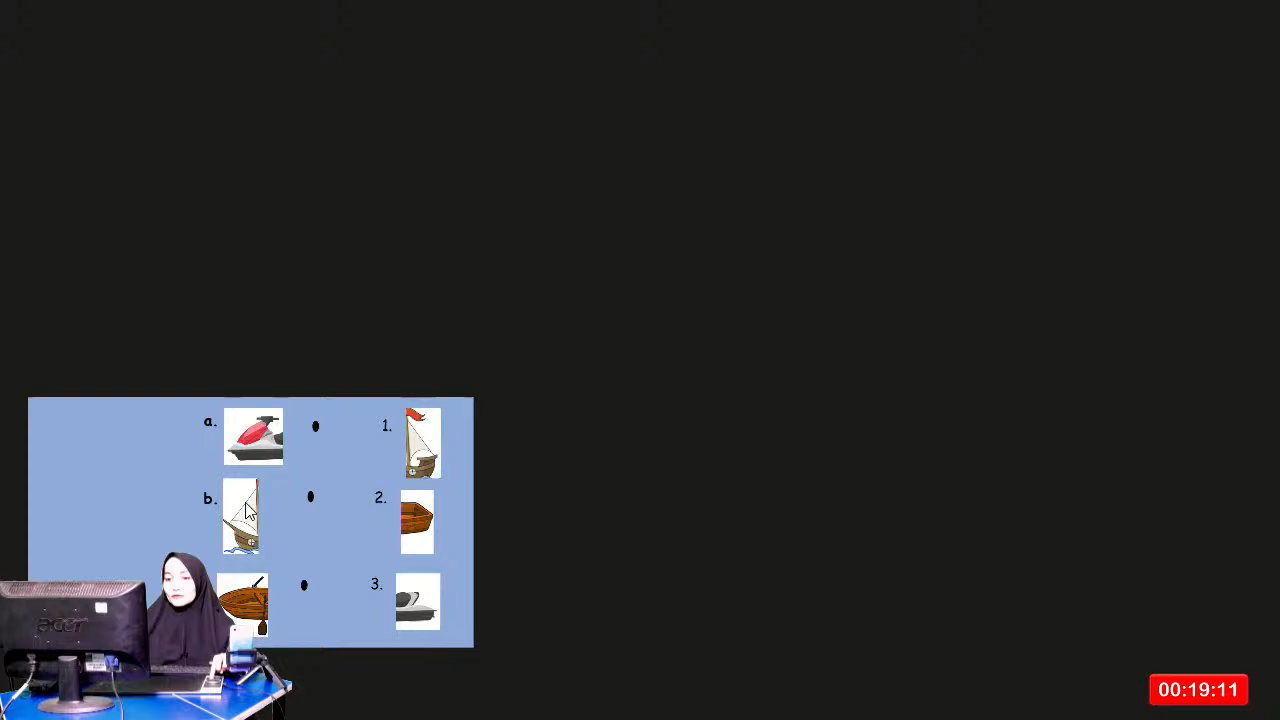 a. 1.
b. 2.
3.
acer
00:19:11